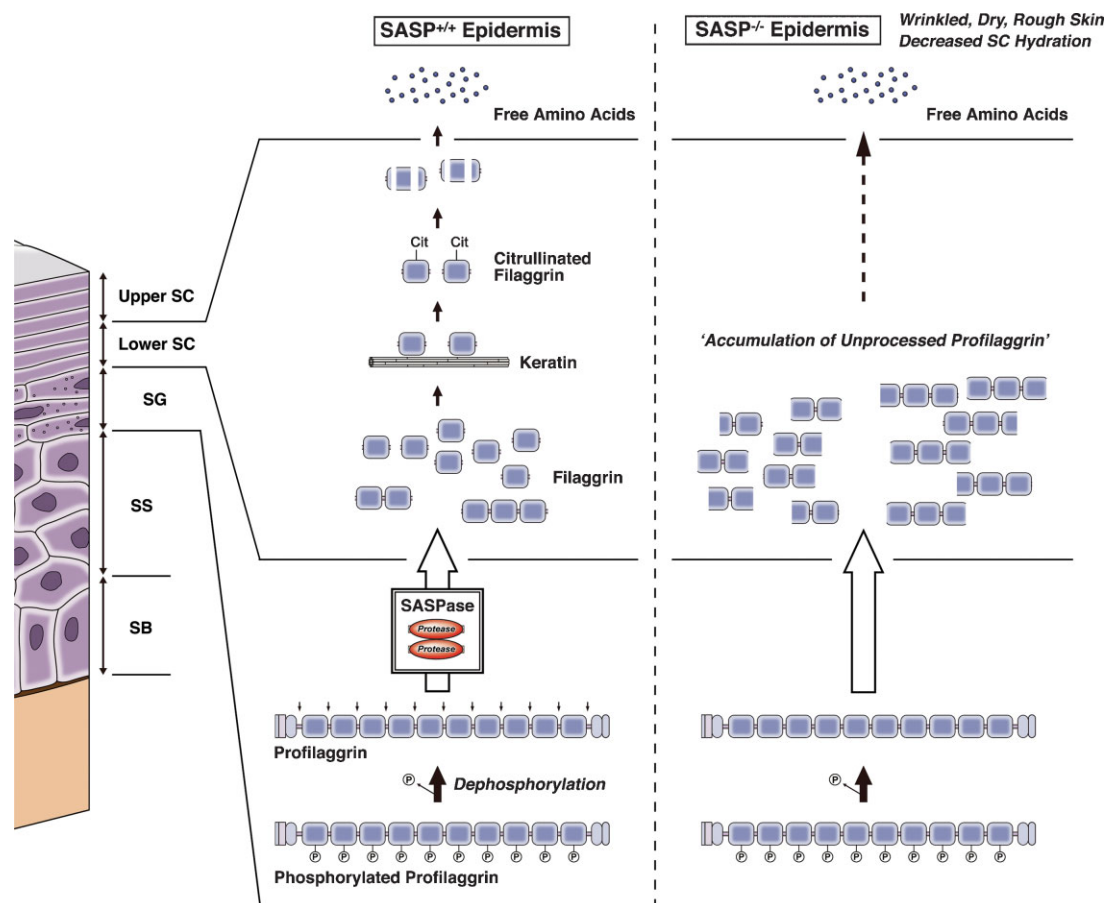 SASP+/+ Epidermis
SASP-/- Epidermis
Wrinkled, Dry, Rough Skin
Decreased SC Hydration
Free Amino Acids
Free Amino Acids
Cit Cit
Citrullinated
Filaggrin
Upper SC
Lower SC
Keratin
'Accumulation of Unprocessed Profilaggrin'
SG
Filaggrin
SS
SASPase
Protease
Protease
SB
Profilaggrin
P
Dephosphorylation
P
P P P P P P P P P P
P P P P P P P P P P
Phosphorylated Profilaggrin